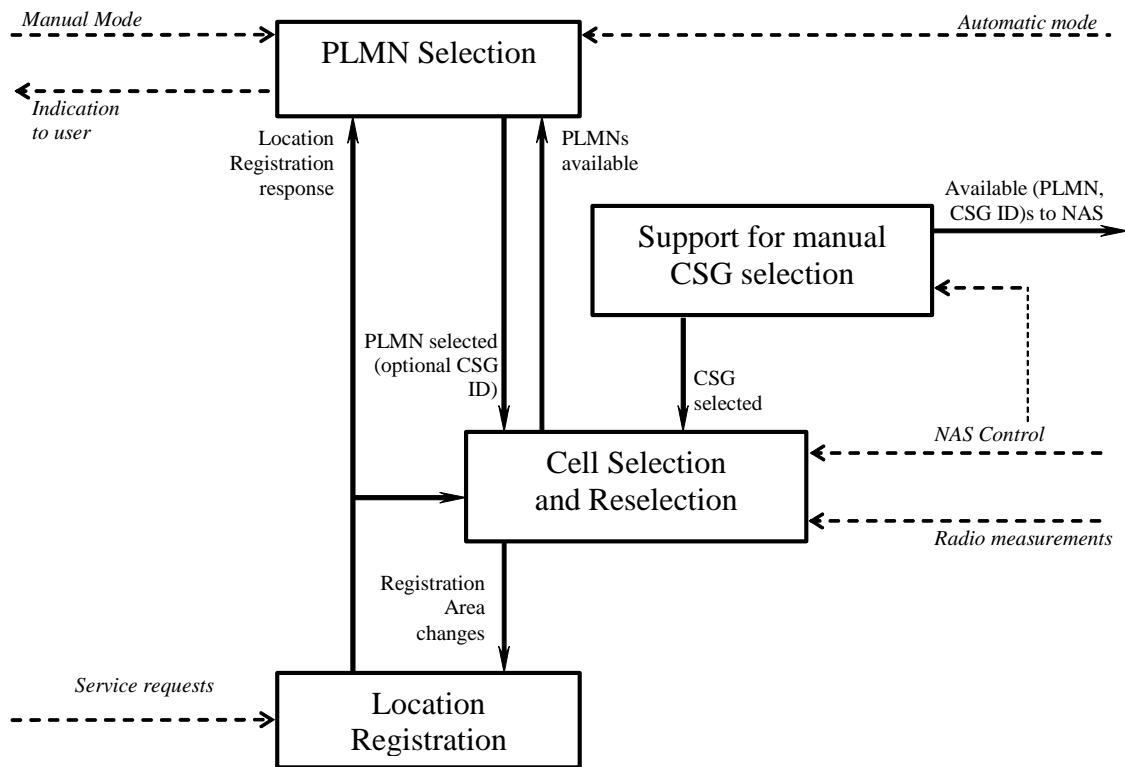 Manual Mode
PLMN Selection
Automatic mode
Indication
to user
Location
Registration
response
PLMNs
available
Available (PLMN,
CSG ID)s to NAS
Support for manual
CSG selection
PLMN selected
(optional CSG
ID)
CSG
selected
NAS Control
Cell Selection
and Reselection
Radio measurements
Registration
Area
changes
Service requests
Location
Registration